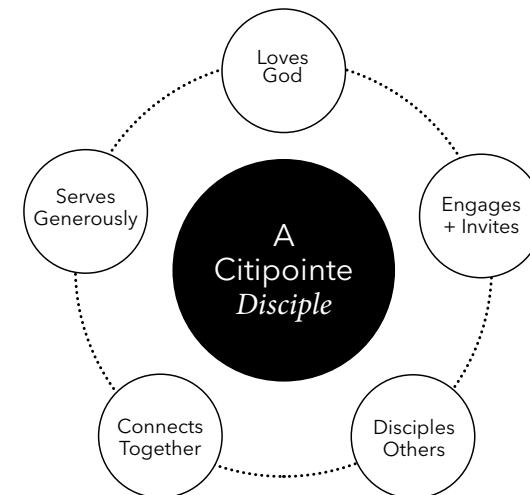 Loves
God
Engages
+ Invites
Disciples
Others
Connects
Together
Serves
Generously
A
Citipointe
Disciple